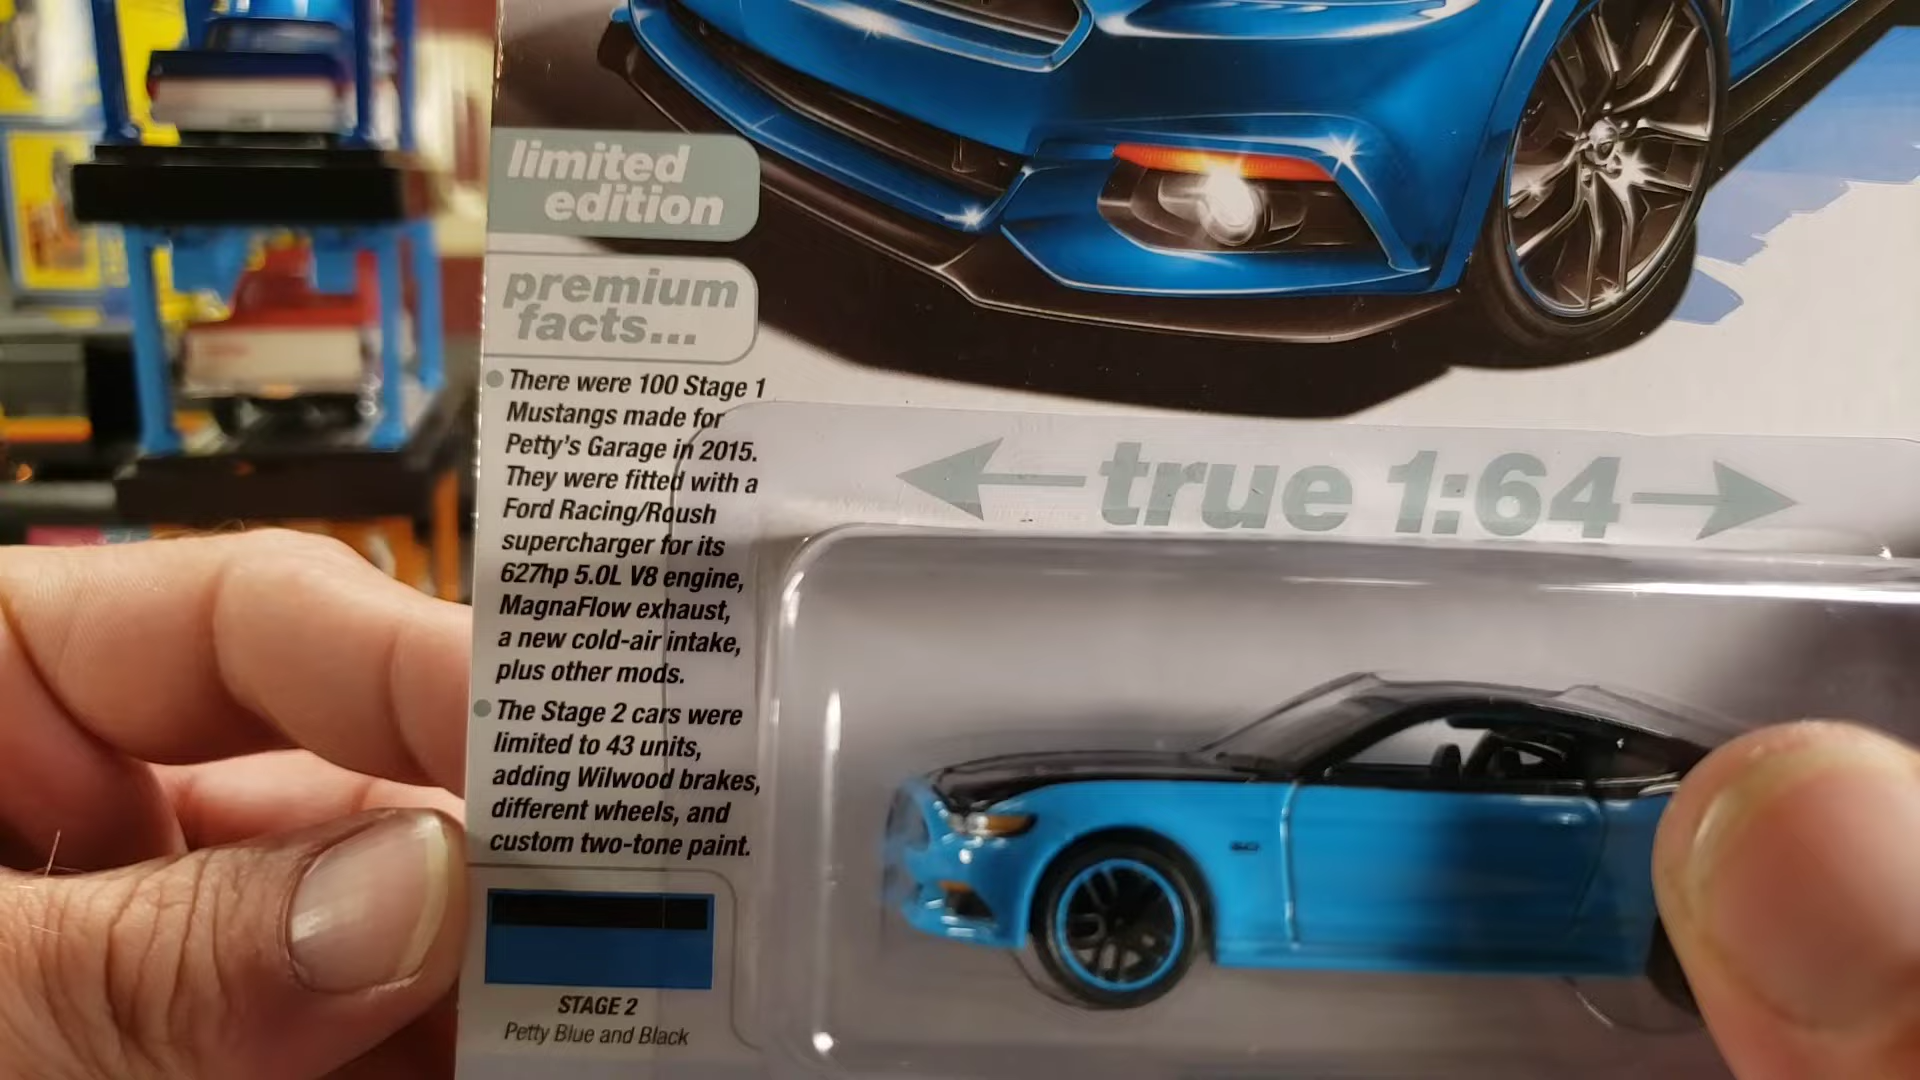 limited
edition
premium
facts...
There were 100 Stage 1
Mustangs made for
Petty's Garage in 2015.
They were fitted with a
Ford Racing/Roush
supercharger for its
627hp 5.0L V8 engine,
MagnaFlow exhaust,
a new cold-air intake,
plus other mods.
The Stage 2 cars were
limited to 43 units,
adding Wilwood brakes,
different wheels, and
custom two-tone paint.
STAGE 2
Petty Blue and Black
true 1:64
5.0